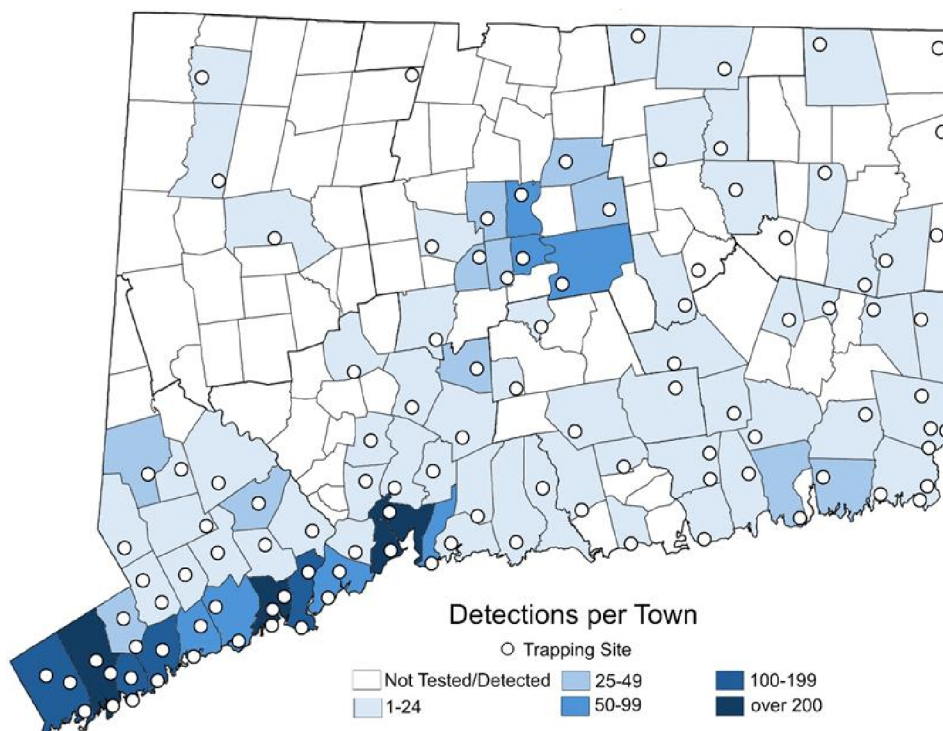 Detections per Town
Trapping Site
Not Tested/Detected
25-49
100-199
1-24
50-99
over 200